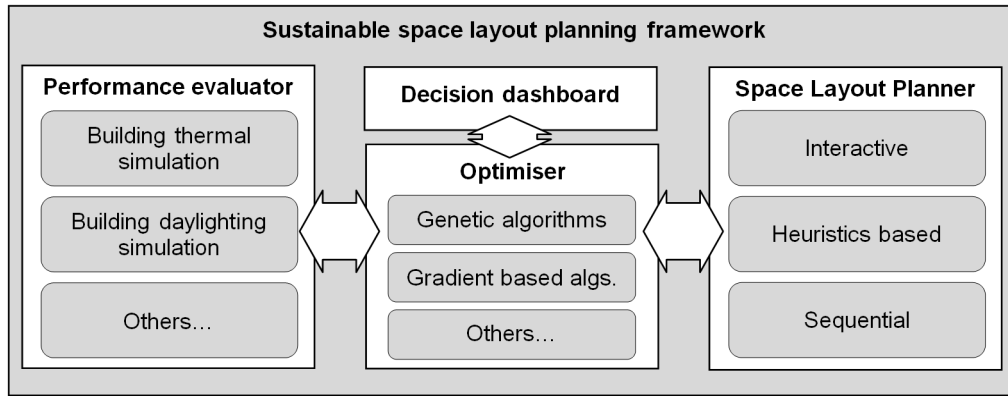 Sustainable space layout planning framework
Performance evaluator
Building thermal
simulation
Building daylighting
simulation
Others…
Decision dashboard
Optimiser
Genetic algorithms
Gradient based algs.
Others…
Space Layout Planner
Interactive
Heuristics based
Sequential